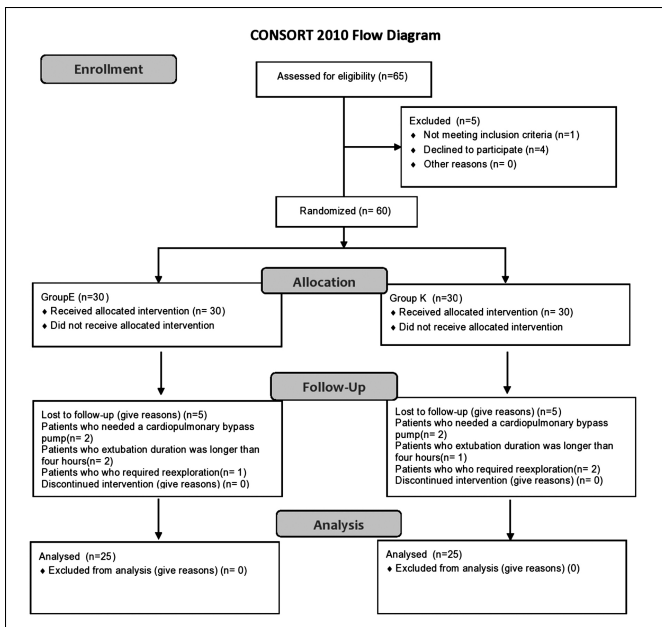 CONSORT 2010 Flow Diagram
Enrollment
Assessed for eligibility (n=65)
Excluded (n=5)
♦ Not meeting inclusion criteria (n=1)
♦ Declined to participate (n=4)
♦ Other reasons (n= 0)
Randomized (n= 60)
Allocation
GroupE (n=30)
♦ Received allocated intervention (n= 30)
♦ Did not receive allocated intervention
Group K (n=30)
♦ Received allocated intervention (n= 30)
♦ Did not receive allocated intervention
Follow-Up
Lost to follow-up (give reasons) (n=5)
Patients who needed a cardiopulmonary bypass
pump(n= 2)
Patients who extubation duration was longer than
four hours(n= 2)
Patients who who required reexploration(n= 1)
Discontinued intervention (give reasons) (n= 0)
Lost to follow-up (give reasons) (n=5)
Patients who needed a cardiopulmonary bypass
pump(n= 2)
Patients who extubation duration was longer than
four hours(n= 1)
Patients who who required reexploration(n= 2)
Discontinued intervention (give reasons) (n= 0)
Analysis
Analysed (n=25)
♦ Excluded from analysis (give reasons) (n= 0)
Analysed (n=25)
♦ Excluded from analysis (give reasons) (0)